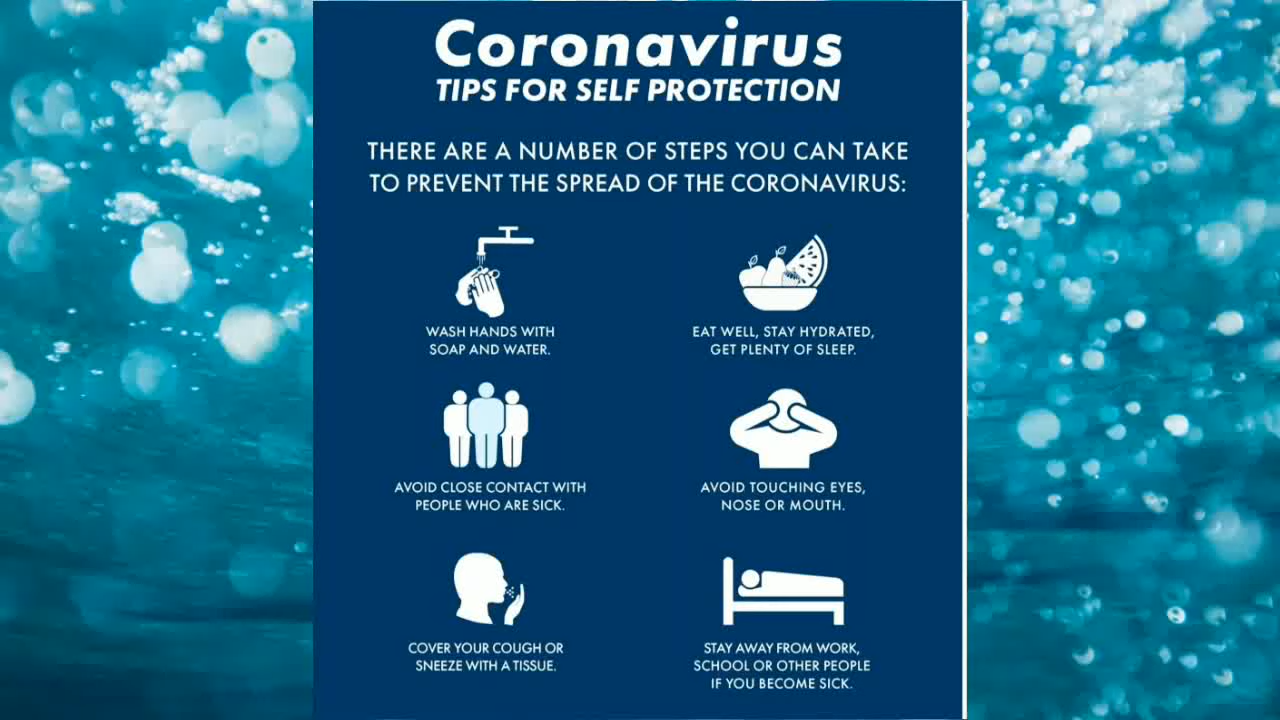 Coronavirus
TIPS FOR SELF PROTECTION
THERE ARE A NUMBER OF STEPS YOU CAN TAKE
TO PREVENT THE SPREAD OF THE CORONAVIRUS:
WASH HANDS WITH
SOAP AND WATER.
EAT WELL, STAY HYDRATED,
GET PLENTY OF SLEEP.
AVOID CLOSE CONTACT WITH
PEOPLE WHO ARE SICK.
AVOID TOUCHING EYES,
NOSE OR MOUTH.
COVER YOUR COUGH OR
SNEEZE WITH A TISSUE.
STAY AWAY FROM WORK,
SCHOOL OR OTHER PEOPLE
IF YOU BECOME SICK.